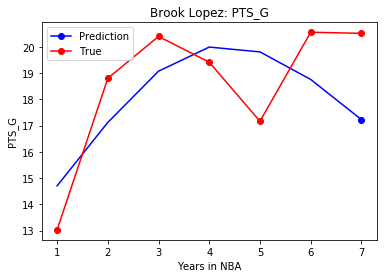 Brook Lopez: PTS_G
Prediction
True
PTS_G
20
19
18
17
16
15
14
13
1 2 3 4 5 6 7
Years in NBA